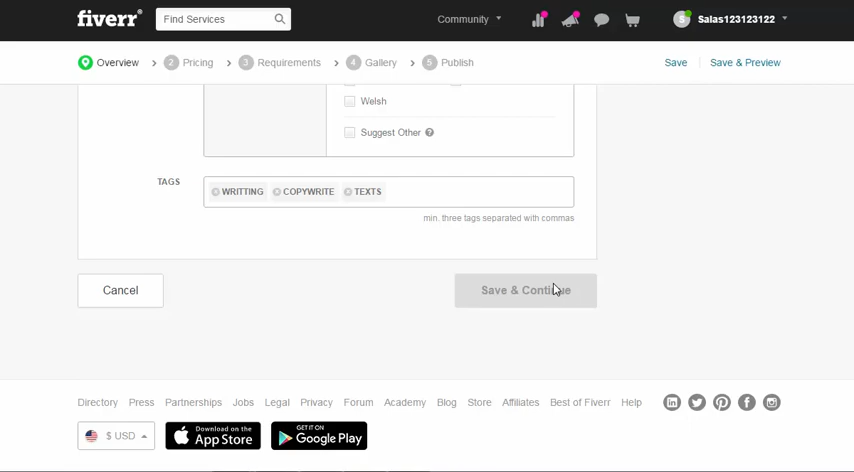 fiverr®
Find Services
Community
S
Salas123123122
Overview
2 Pricing
3 Requirements
4 Gallery
5 Publish
Save
Save & Preview
Welsh
Suggest Other ?
TAGS
WRITTING
COPYWRITE
TEXTS
min. three tags separated with commas
Cancel
Save & Continue
Directory Press Partnerships Jobs Legal Privacy Forum Academy Blog Store Affiliates Best of Fiverr Help
$ USD
Download on the
App Store
GET IT ON
Google Play